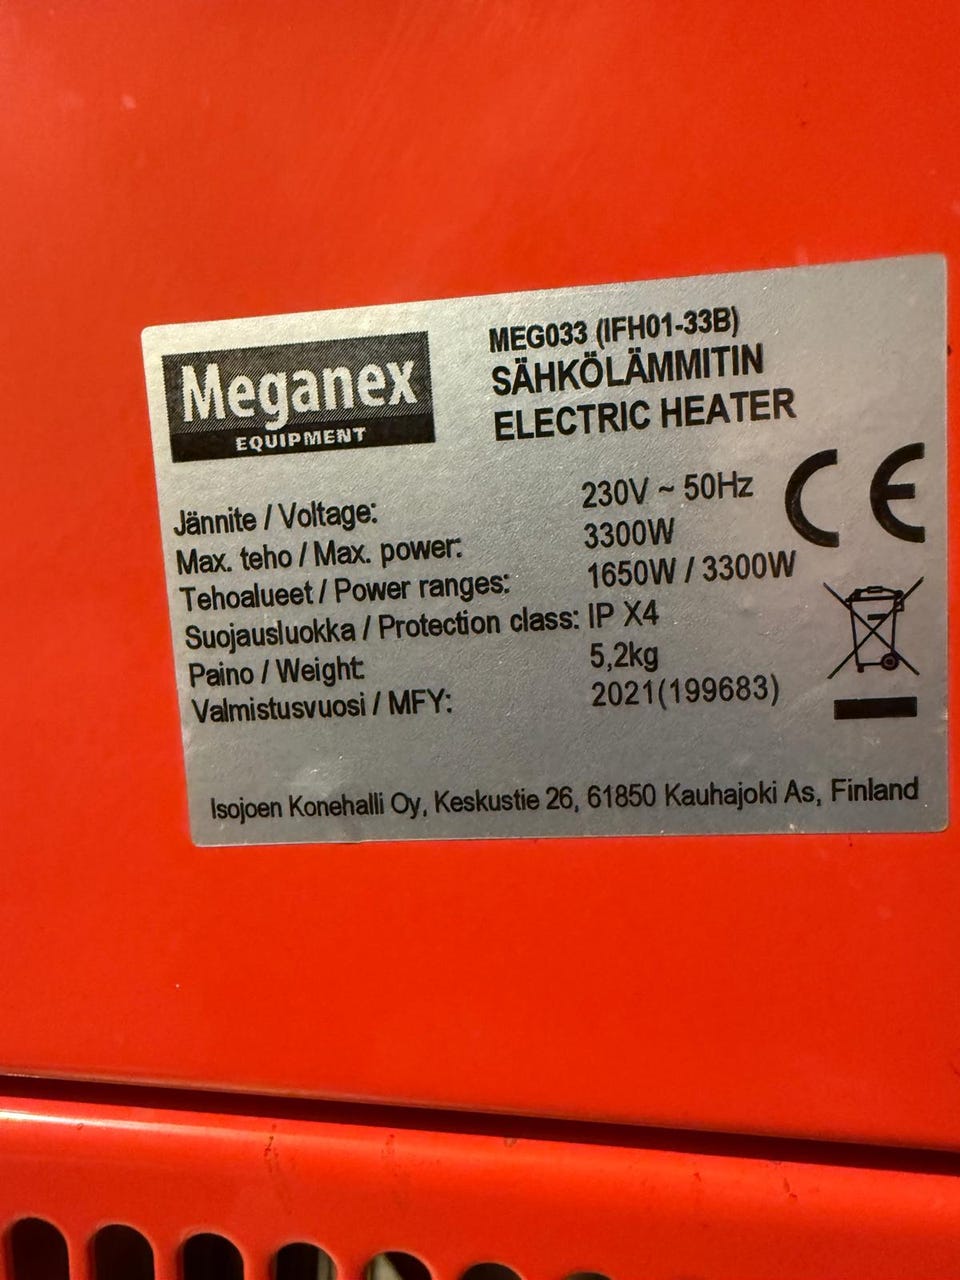 Meganex
EQUIPMENT
MEG033 (IFH01-33B)
SÄHKÖLÄMMITIN
ELECTRIC HEATER
Jännite / Voltage: 230V ~ 50Hz
Max. teho / Max. power: 3300W
Tehoalueet / Power ranges: 1650W / 3300W
Suojausluokka / Protection class: IP X4
Paino / Weight: 5,2kg
Valmistusvuosi / MFY: 2021(199683)
CE
Isojoen Konehalli Oy, Keskustie 26, 61850 Kauhajoki As, Finland